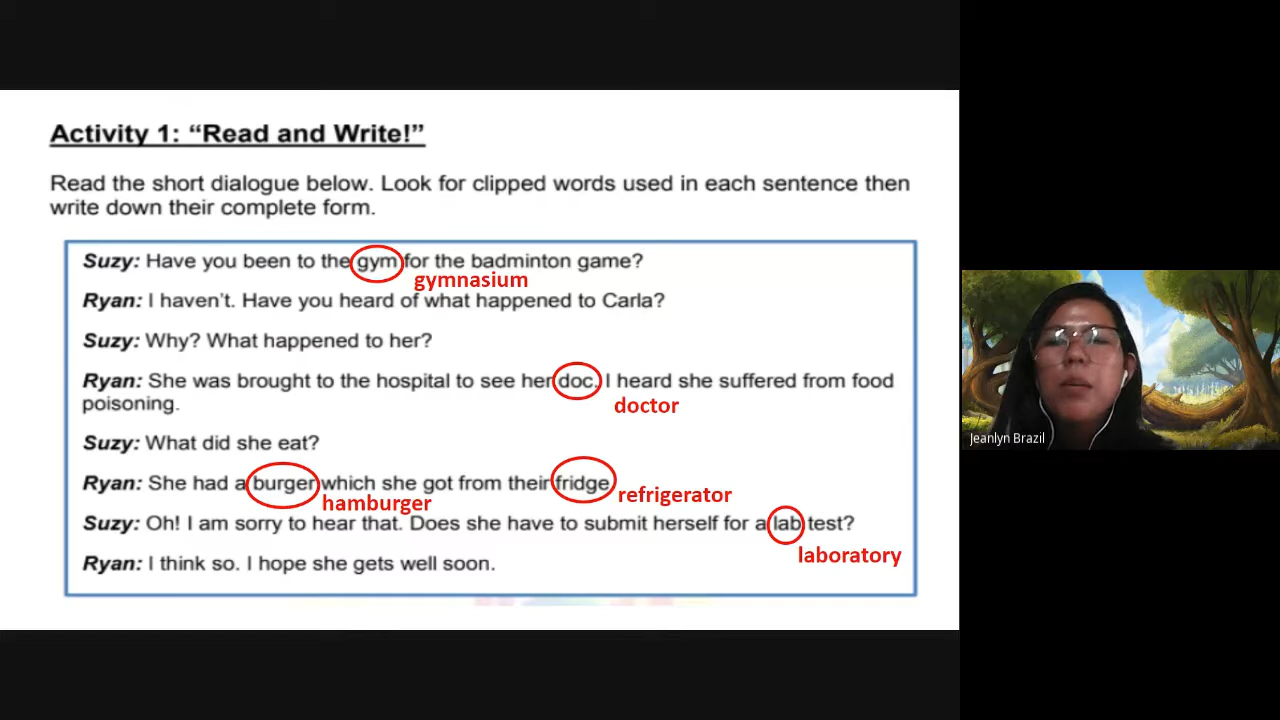 Activity 1: “Read and Write!”
Read the short dialogue below. Look for clipped words used in each sentence then
write down their complete form.
Suzy: Have you been to the gym for the badminton game?
gymnasium
Ryan: I haven’t. Have you heard of what happened to Carla?
Suzy: Why? What happened to her?
Ryan: She was brought to the hospital to see her doc. I heard she suffered from food
poisoning.
doctor
Suzy: What did she eat?
Ryan: She had a burger which she got from their fridge.
hamburger
refrigerator
Suzy: Oh! I am sorry to hear that. Does she have to submit herself for a lab test?
laboratory
Ryan: I think so. I hope she gets well soon.
Jeanlyn Brazil